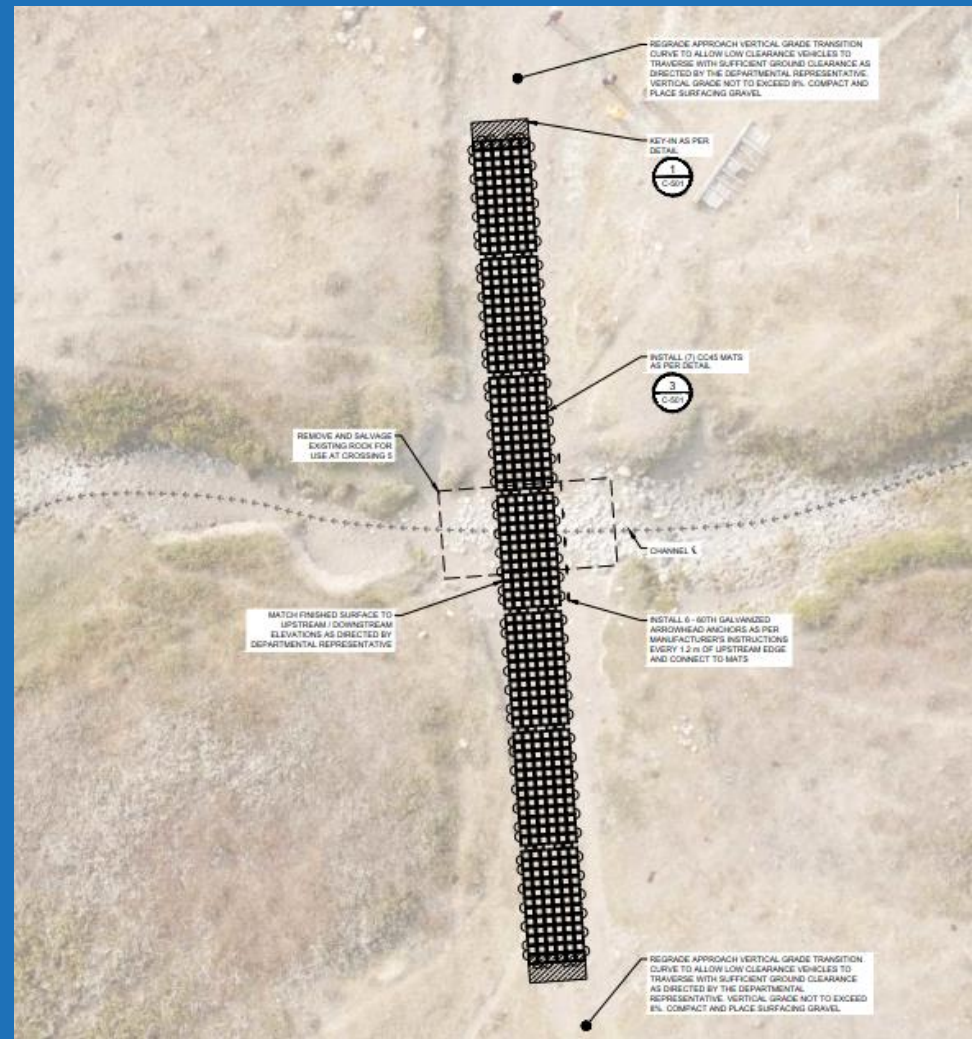 REGRADE APPROACH VERTICAL GRADE TRANSITION
CURVE TO ALLOW LOW CLEARANCE VEHICLES TO
TRAVERSE WITH SUFFICIENT GROUND CLEARANCE AS
DIRECTED BY THE DEPARTMENTAL REPRESENTATIVE.
VERTICAL GRADE NOT TO EXCEED 8%. COMPACT AND
PLACE SURFACING GRAVEL
KEY-IN AS PER
DETAIL
1
C-501
INSTALL (7) CC45 MATS
AS PER DETAIL
3
C-501
REMOVE AND SALVAGE
EXISTING ROCK FOR
USE AT CROSSING 5
CHANNEL ℄
MATCH FINISHED SURFACE TO
UPSTREAM / DOWNSTREAM
ELEVATIONS AS DIRECTED BY
DEPARTMENTAL REPRESENTATIVE
INSTALL 6 - 60TH GALVANIZED
ARROWHEAD ANCHORS AS PER
MANUFACTURER'S INSTRUCTIONS
EVERY 1.2 m OF UPSTREAM EDGE
AND CONNECT TO MATS
REGRADE APPROACH VERTICAL GRADE TRANSITION
CURVE TO ALLOW LOW CLEARANCE VEHICLES TO
TRAVERSE WITH SUFFICIENT GROUND CLEARANCE
AS DIRECTED BY THE DEPARTMENTAL
REPRESENTATIVE. VERTICAL GRADE NOT TO EXCEED
8%. COMPACT AND PLACE SURFACING GRAVEL